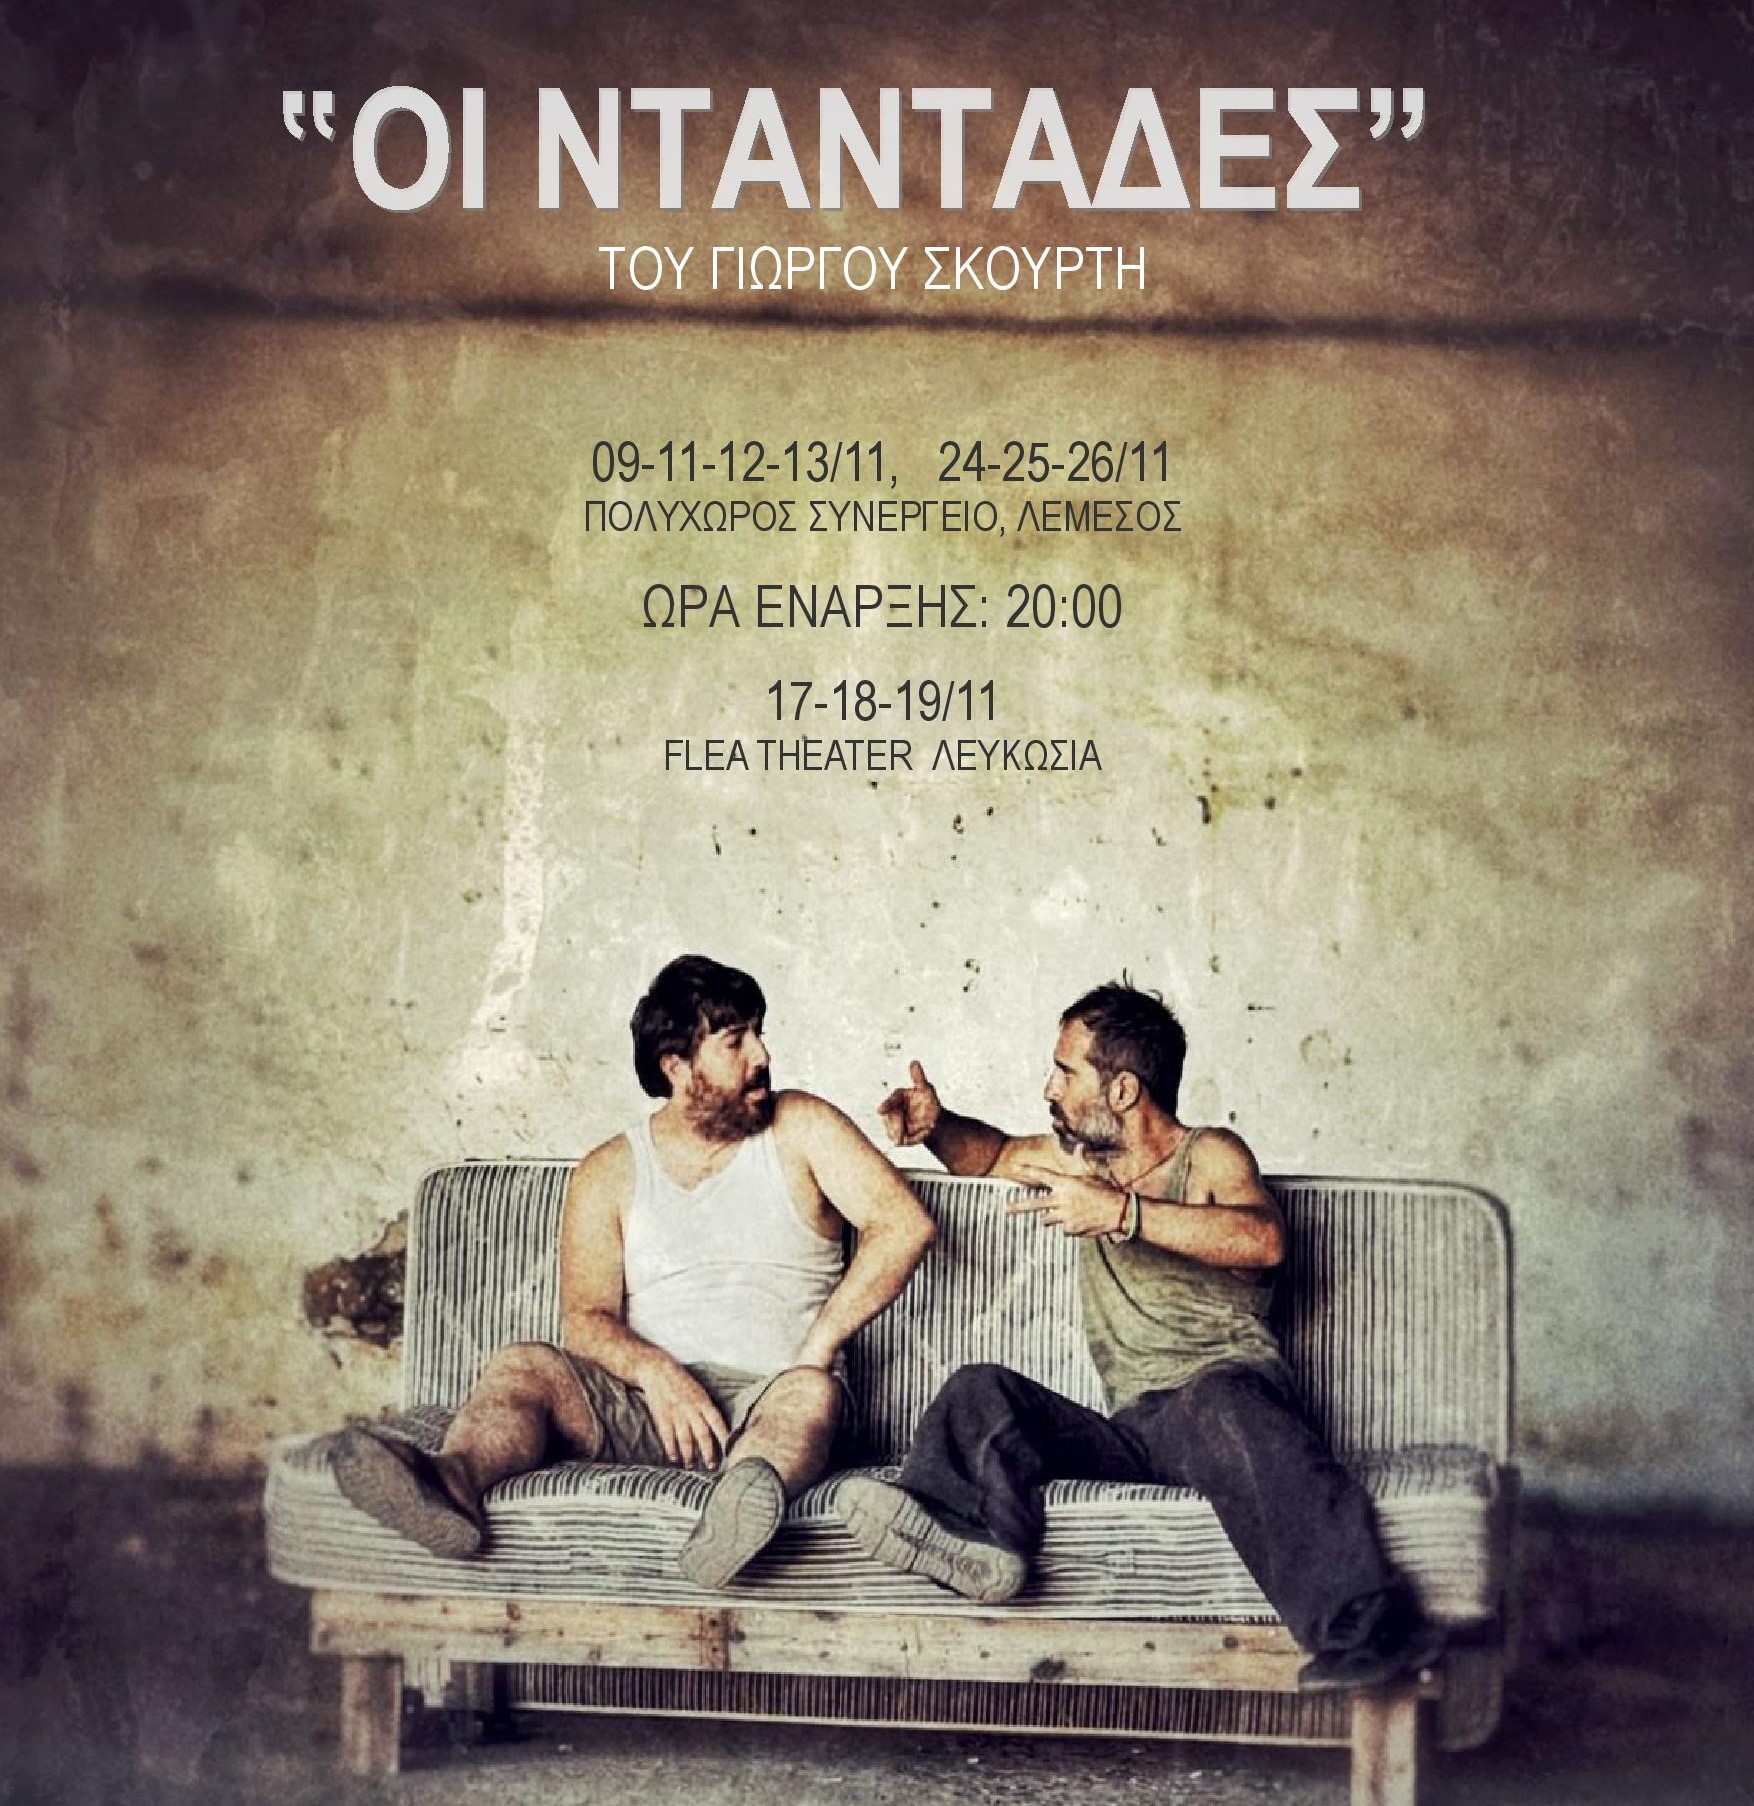 “ΟΙ ΝΤΑΝΤΑΔΕΣ”
ΤΟΥ ΓΙΩΡΓΟΥ ΣΚΟΥΡΤΗ
09-11-12-13/11, 24-25-26/11
ΠΟΛΥΧΩΡΟΣ ΣΥΝΕΡΓΕΙΟ, ΛΕΜΕΣΟΣ
ΩΡΑ ΕΝΑΡΞΗΣ: 20:00
17-18-19/11
FLEA THEATER ΛΕΥΚΩΣΙΑ